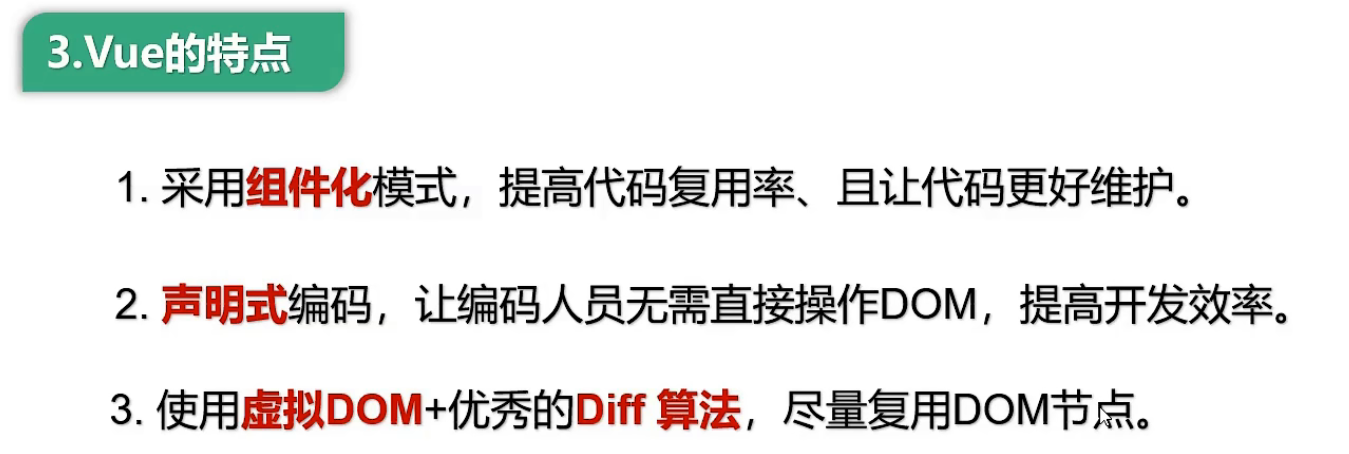 3.Vue的特点
1. 采用组件化模式，提高代码复用率、且让代码更好维护。
2. 声明式编码，让编码人员无需直接操作DOM，提高开发效率。
3. 使用虚拟DOM+优秀的Diff 算法，尽量复用DOM节点。